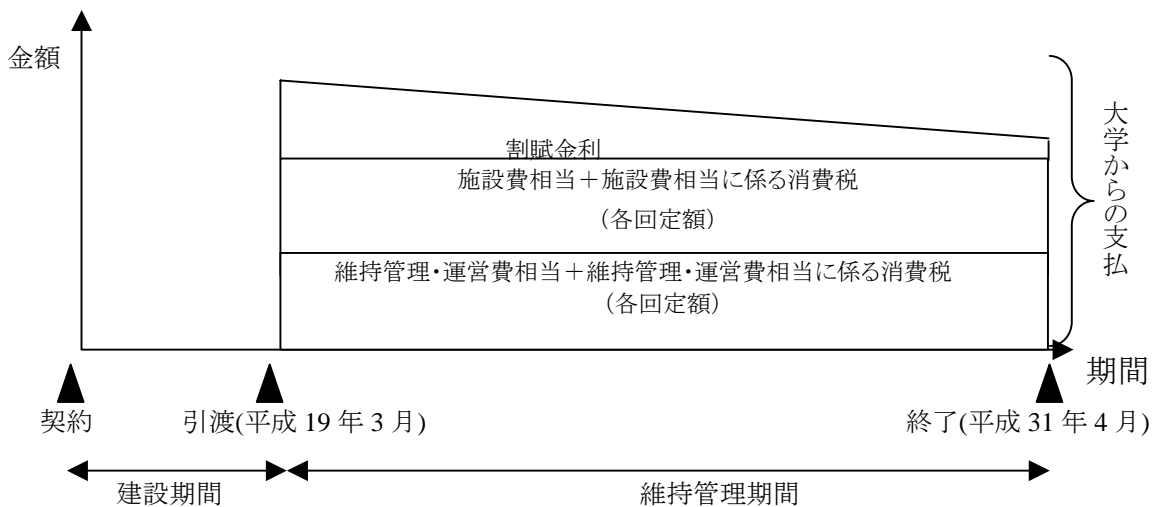 金額
割賦金利
施設費相当＋施設費相当に係る消費税
（各回定額）
維持管理・運営費相当＋維持管理・運営費相当に係る消費税
（各回定額）
大学からの支払
期間
契約
引渡(平成 19 年 3 月)
終了(平成 31 年 4 月)
建設期間
維持管理期間